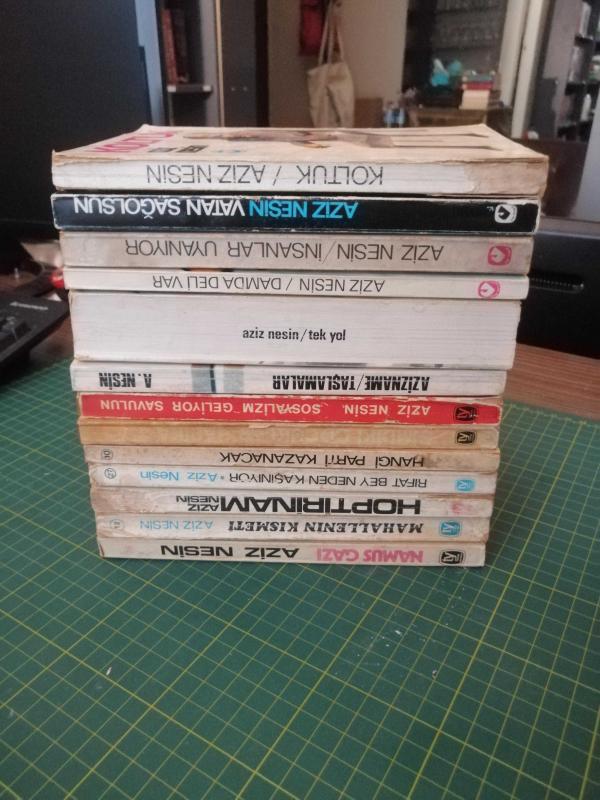 KOLTUK / AZİZ NESİN
AZİZ NESİN VATAN SAĞOLSUN
AZİZ NESİN / İNSANLAR UYANIYOR
AZİZ NESİN / DAMDA DELİ VAR
aziz nesin / tek yol
AZİZNAME / TAŞLAMALAR A. NESİN
AZİZ NESİN. "SOSYALİZM" GELİYOR SAVULUN
HANGİ PARTİ KAZANACAK
RIFAT BEY NEDEN KAŞINIYOR * Aziz Nesin
HOPTIRINAM AZİZ NESİN
MAHALLENİN KISMETİ AZİZ NESİN
NAMUS GAZI AZİZ NESİN